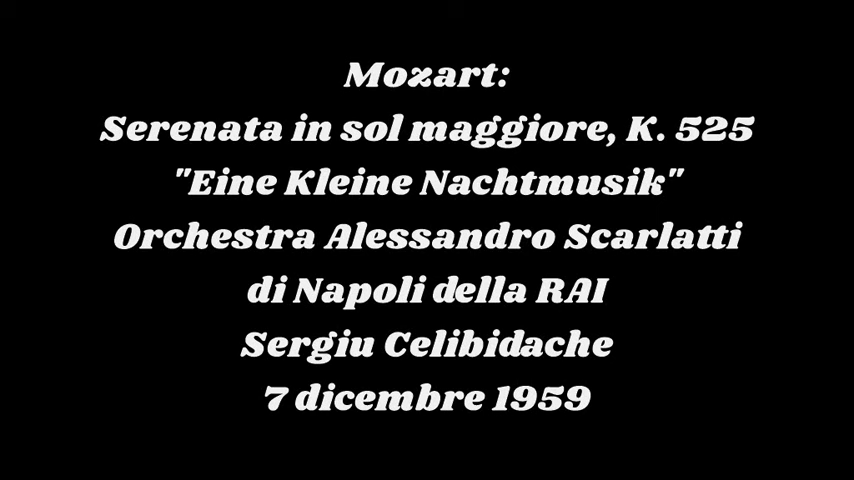 Mozart:
Serenata in sol maggiore, K. 525
"Eine Kleine Nachtmusik"
Orchestra Alessandro Scarlatti
di Napoli della RAI
Sergiu Celibidache
7 dicembre 1959